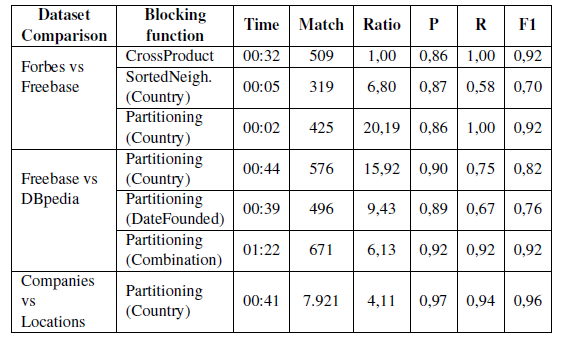 Dataset Comparison Blocking function Time Match Ratio P R F1
Forbes vs Freebase CrossProduct 00:32 509 1,00 0,86 1,00 0,92
SortedNeigh. (Country) 00:05 319 6,80 0,87 0,58 0,70
Partitioning (Country) 00:02 425 20,19 0,86 1,00 0,92
Freebase vs DBpedia Partitioning (Country) 00:44 576 15,92 0,90 0,75 0,82
Partitioning (DateFounded) 00:39 496 9,43 0,89 0,67 0,76
Partitioning (Combination) 01:22 671 6,13 0,92 0,92 0,92
Companies vs Locations Partitioning (Country) 00:41 7.921 4,11 0,97 0,94 0,96